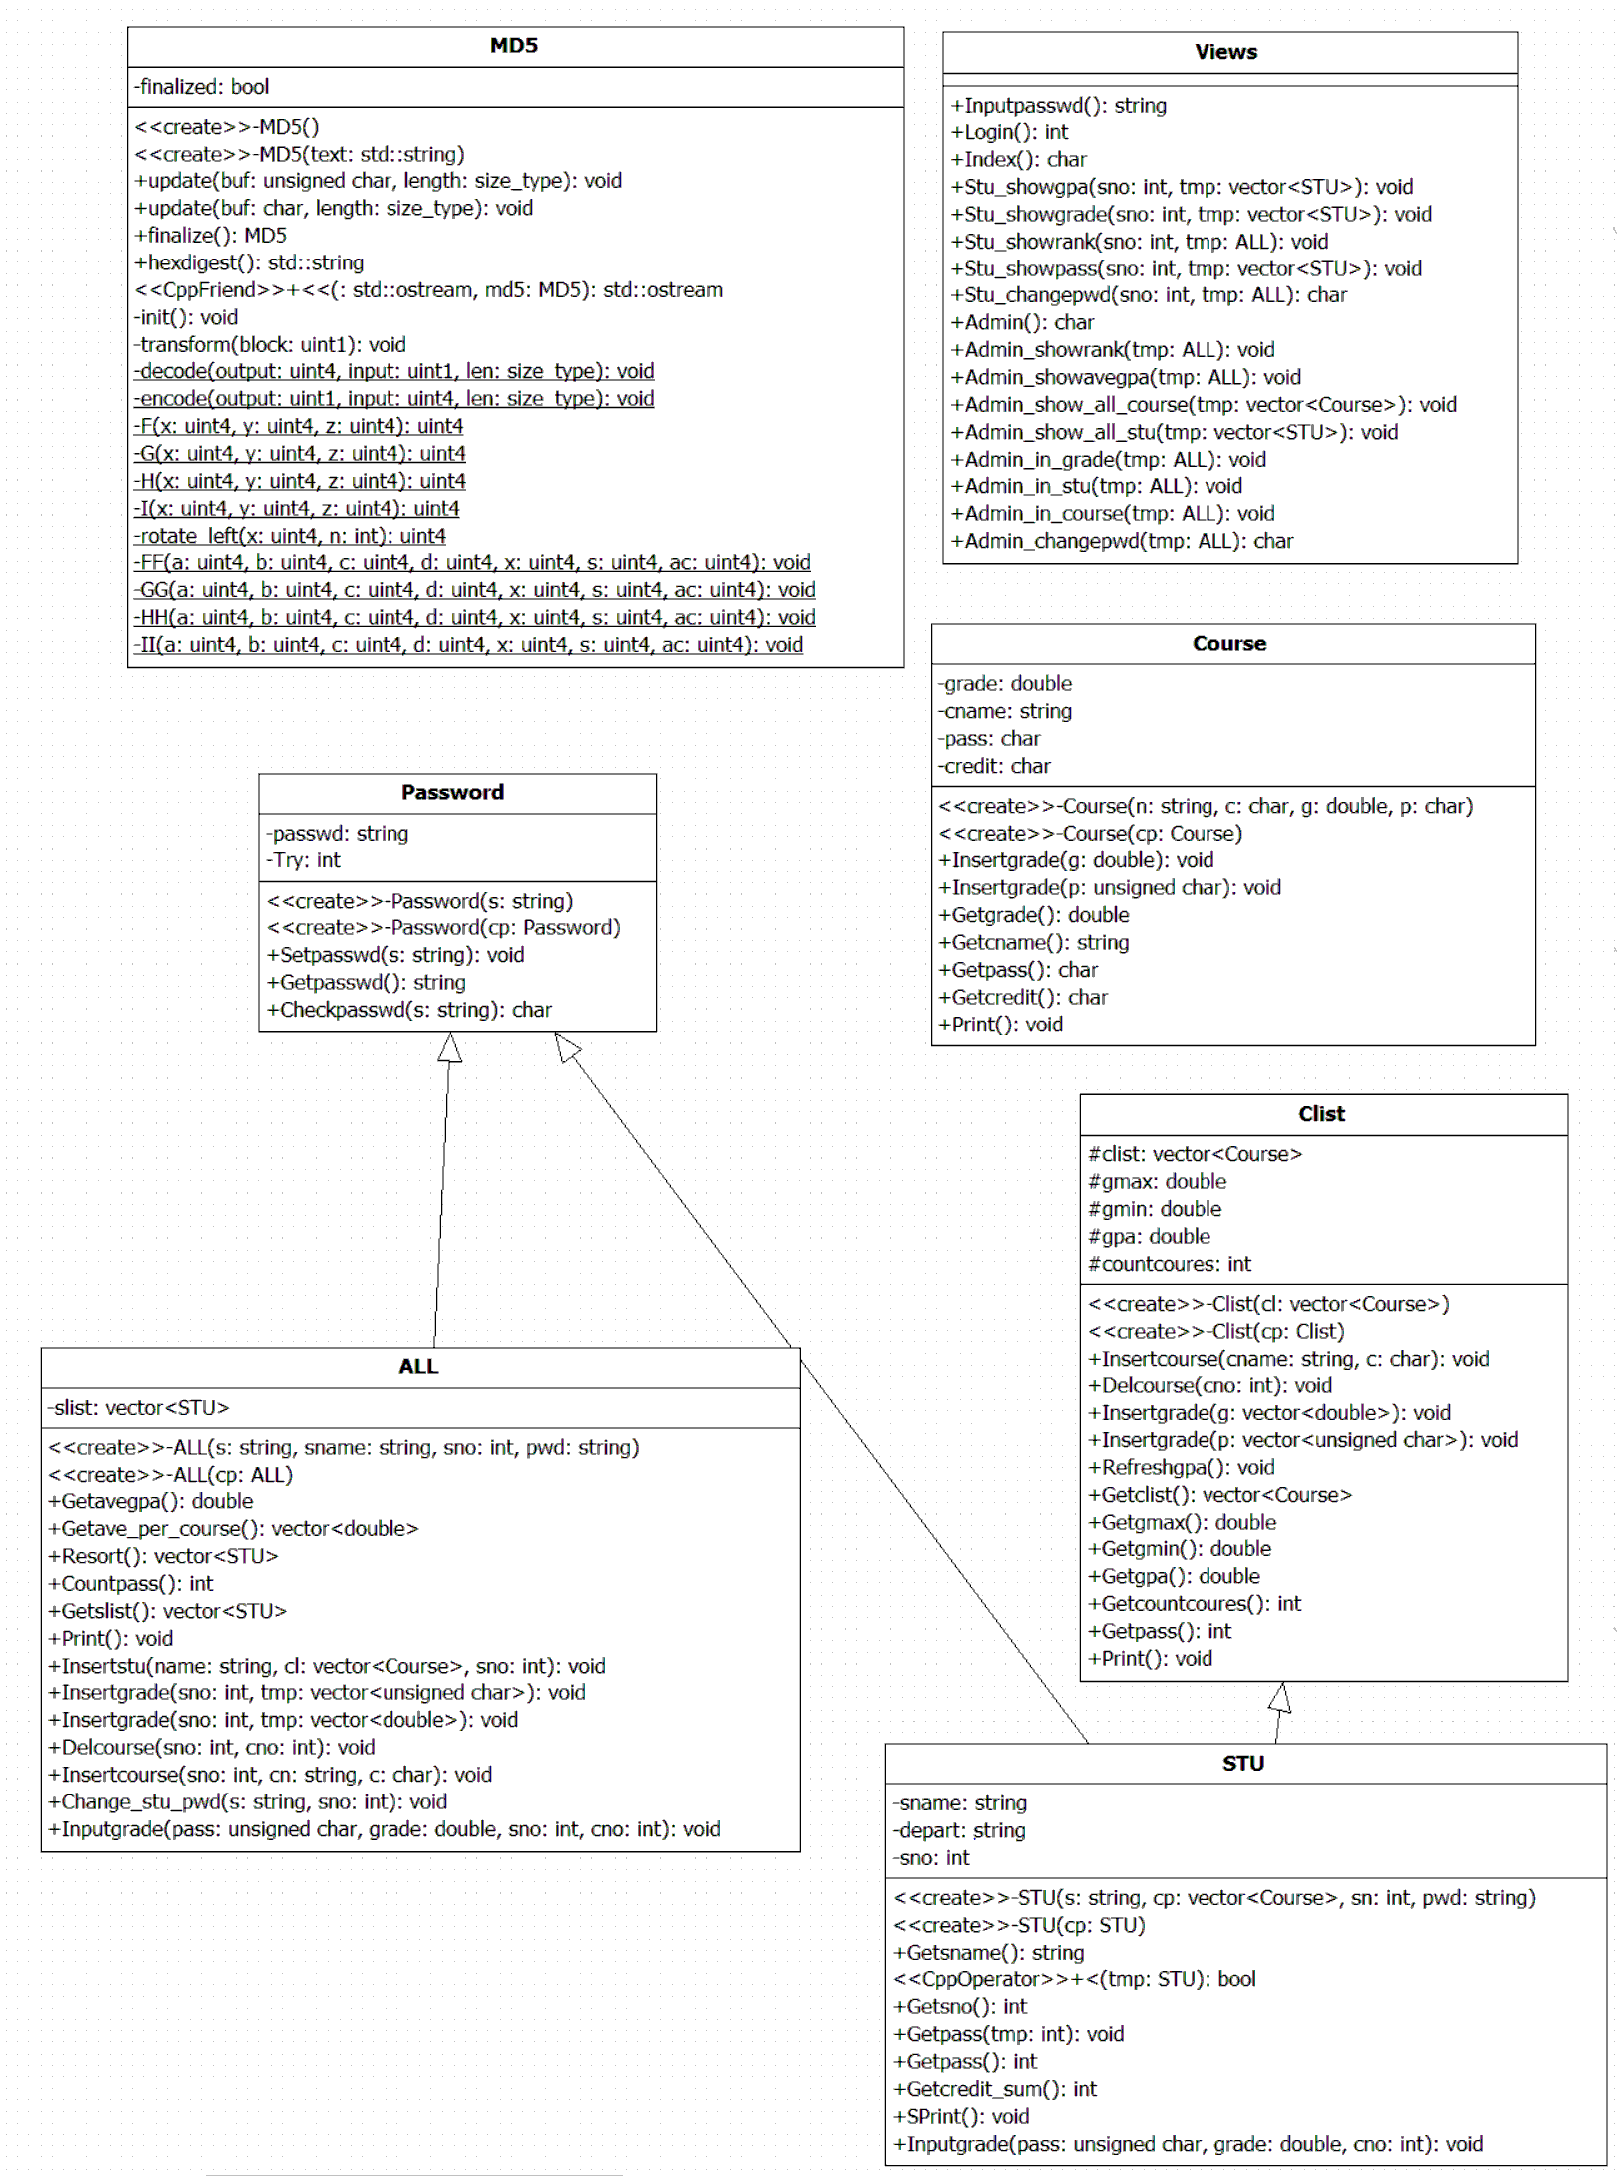 MD5
-finalized: bool
<<create>>-MD5()
<<create>>-MD5(text: std::string)
+update(buf: unsigned char, length: size_type): void
+update(buf: char, length: size_type): void
+finalize(): MD5
+hexdigest(): std::string
<<CppFriend>>+<<(: std::ostream, md5: MD5): std::ostream
-init(): void
-transform(block: uint1): void
-decode(output: uint4, input: uint1, len: size_type): void
-encode(output: uint1, input: uint4, len: size_type): void
-F(x: uint4, y: uint4, z: uint4): uint4
-G(x: uint4, y: uint4, z: uint4): uint4
-H(x: uint4, y: uint4, z: uint4): uint4
-I(x: uint4, y: uint4, z: uint4): uint4
-rotate_left(x: uint4, n: int): uint4
-FF(a: uint4, b: uint4, c: uint4, d: uint4, x: uint4, s: uint4, ac: uint4): void
-GG(a: uint4, b: uint4, c: uint4, d: uint4, x: uint4, s: uint4, ac: uint4): void
-HH(a: uint4, b: uint4, c: uint4, d: uint4, x: uint4, s: uint4, ac: uint4): void
-II(a: uint4, b: uint4, c: uint4, d: uint4, x: uint4, s: uint4, ac: uint4): void
Views
+Inputpasswd(): string
+Login(): int
+Index(): char
+Stu_showgpa(sno: int, tmp: vector<STU>): void
+Stu_showgrade(sno: int, tmp: vector<STU>): void
+Stu_showrank(sno: int, tmp: ALL): void
+Stu_showpass(sno: int, tmp: vector<STU>): void
+Stu_changepwd(sno: int, tmp: ALL): char
+Admin(): char
+Admin_showrank(tmp: ALL): void
+Admin_showavegpa(tmp: ALL): void
+Admin_show_all_course(tmp: vector<Course>): void
+Admin_show_all_stu(tmp: vector<STU>): void
+Admin_in_grade(tmp: ALL): void
+Admin_in_stu(tmp: ALL): void
+Admin_in_course(tmp: ALL): void
+Admin_changepwd(tmp: ALL): char
Course
-grade: double
-cname: string
-pass: char
-credit: char
<<create>>-Course(n: string, c: char, g: double, p: char)
<<create>>-Course(cp: Course)
+Insertgrade(g: double): void
+Insertgrade(p: unsigned char): void
+Getgrade(): double
+Getcname(): string
+Getpass(): char
+Getcredit(): char
+Print(): void
Password
-passwd: string
-Try: int
<<create>>-Password(s: string)
<<create>>-Password(cp: Password)
+Setpasswd(s: string): void
+Getpasswd(): string
+Checkpasswd(s: string): char
Clist
#clist: vector<Course>
#gmax: double
#gmin: double
#gpa: double
#countcoures: int
<<create>>-Clist(cl: vector<Course>)
<<create>>-Clist(cp: Clist)
+Insertcourse(cname: string, c: char): void
+Delcourse(cno: int): void
+Insertgrade(g: vector<double>): void
+Insertgrade(p: vector<unsigned char>): void
+Refreshgpa(): void
+Getclist(): vector<Course>
+Getgmax(): double
+Getgmin(): double
+Getgpa(): double
+Getcountcoures(): int
+Getpass(): int
+Print(): void
ALL
-slist: vector<STU>
<<create>>-ALL(s: string, sname: string, sno: int, pwd: string)
<<create>>-ALL(cp: ALL)
+Getavegpa(): double
+Getave_per_course(): vector<double>
+Resort(): vector<STU>
+Countpass(): int
+Getslist(): vector<STU>
+Print(): void
+Insertstu(name: string, cl: vector<Course>, sno: int): void
+Insertgrade(sno: int, tmp: vector<unsigned char>): void
+Insertgrade(sno: int, tmp: vector<double>): void
+Delcourse(sno: int, cno: int): void
+Insertcourse(sno: int, cn: string, c: char): void
+Change_stu_pwd(s: string, sno: int): void
+Inputgrade(pass: unsigned char, grade: double, sno: int, cno: int): void
STU
-sname: string
-depart: string
-sno: int
<<create>>-STU(s: string, cp: vector<Course>, sn: int, pwd: string)
<<create>>-STU(cp: STU)
+Getsname(): string
<<CppOperator>>+<(tmp: STU): bool
+Getsno(): int
+Getpass(tmp: int): void
+Getpass(): int
+Getcredit_sum(): int
+SPrint(): void
+Inputgrade(pass: unsigned char, grade: double, cno: int): void